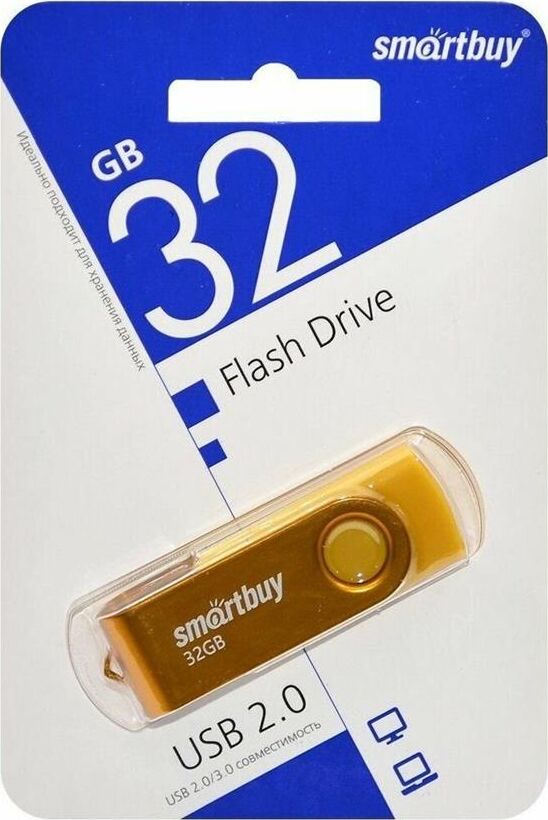 smartbuy®
GB
32
Идеально подходит для хранения данных
Flash Drive
smartbuy
32GB
USB 2.0
USB 2.0/3.0 совместимость